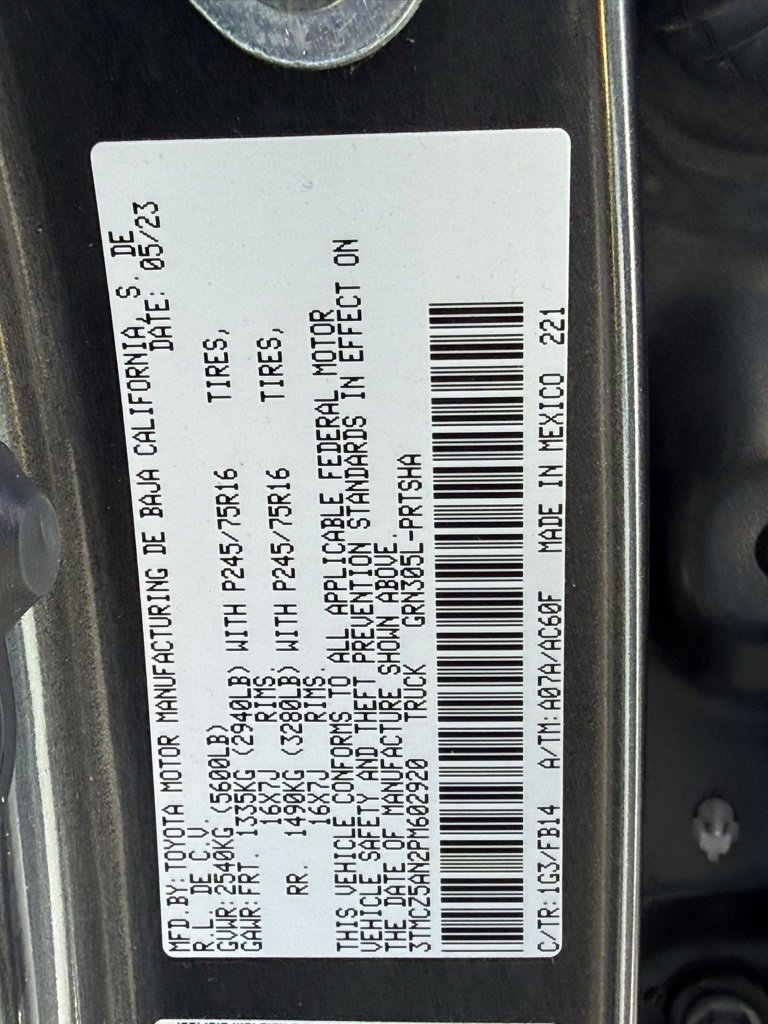 MFD.BY:TOYOTA MOTOR MANUFACTURING DE BAJA CALIFORNIA, S. DE
R.L. DE C.V. DATE: 05/23
GVWR:2540KG (5600LB)
GAWR:FRT. 1335KG (2940LB) WITH P245/75R16 TIRES,
16X7J RIMS.
RR. 1490KG (3280LB) WITH P245/75R16 TIRES,
16X7J RIMS.
THIS VEHICLE CONFORMS TO ALL APPLICABLE FEDERAL MOTOR
VEHICLE SAFETY AND THEFT PREVENTION STANDARDS IN EFFECT ON
THE DATE OF MANUFACTURE SHOWN ABOVE.
3TMCZ5AN2PM602920 TRUCK GRN305L-PRTSHA
C/TR:1G3/FB14 A/TM:A07A/AC60F MADE IN MEXICO 221